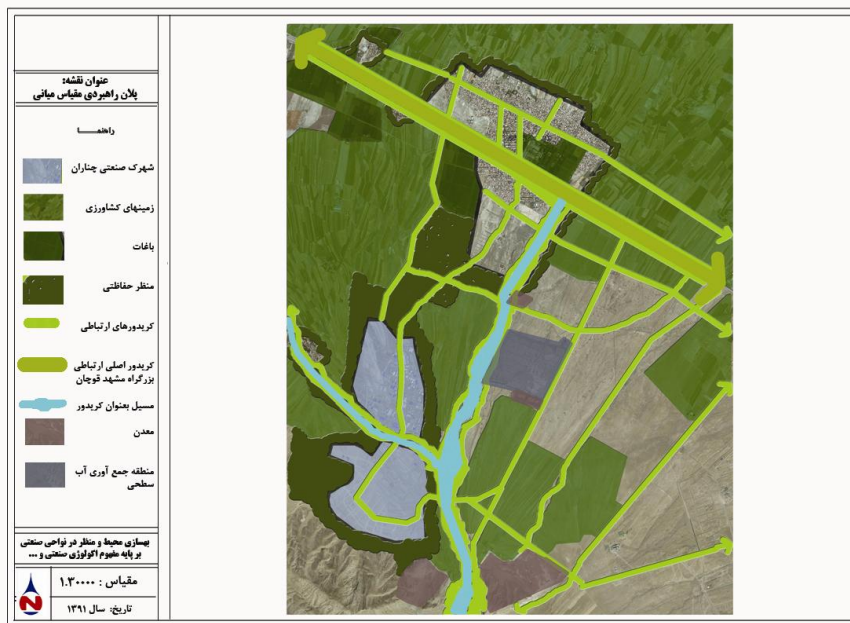 عنوان نقشه:
پلان راهبردی مقیاس میانی
راهنمـــــا
شهرک صنعتی چناران
زمینهای کشاورزی
باغات
منظر حفاظتی
کریدورهای ارتباطی
کریدور اصلی ارتباطی
بزرگراه مشهد قوچان
مسیل بعنوان کریدور
معدن
منطقه جمع آوری آب
سطحی
بهسازی محیط و منظر در نواحی صنعتی
بر پایه مفهوم اکولوژی صنعتی و ...
مقیاس : ۱.۳۰۰۰۰
تاریخ: سال ۱۳۹۱
N